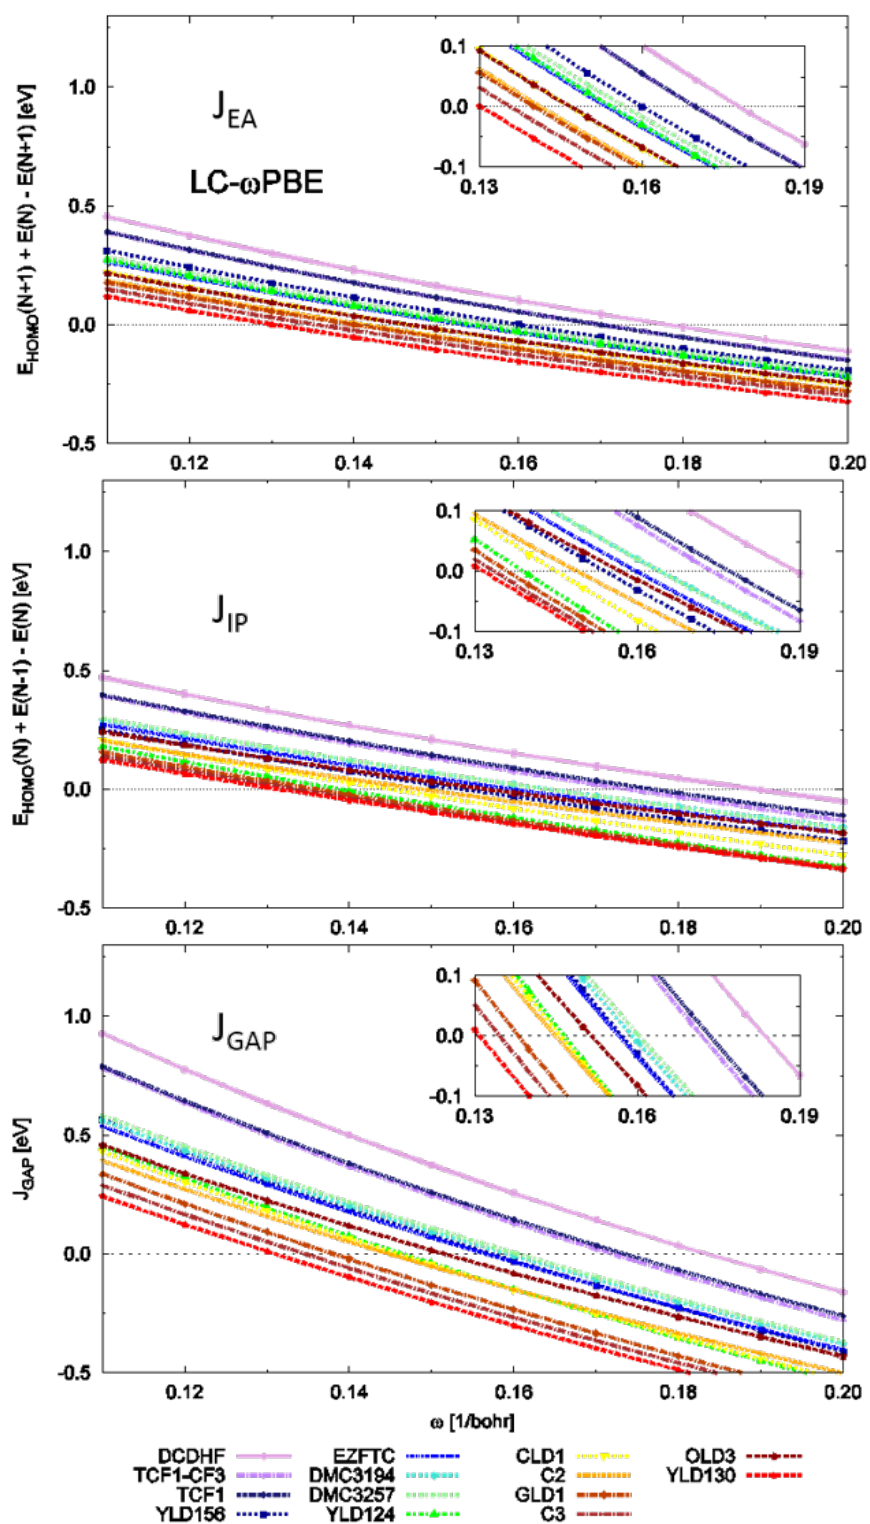 1.0
0.5
0.0
-0.5
E_HOMO(N+1) + E(N) - E(N+1) [eV]
J_EA
LC-ωPBE
0.1
0.0
-0.1
0.13
0.16
0.19
0.12
0.14
0.16
0.18
0.20
1.0
0.5
0.0
-0.5
E_HOMO(N) + E(N-1) - E(N) [eV]
J_IP
0.1
0.0
-0.1
0.13
0.16
0.19
0.12
0.14
0.16
0.18
0.20
1.0
0.5
0.0
-0.5
J_GAP [eV]
J_GAP
0.1
0.0
-0.1
0.13
0.16
0.19
0.12
0.14
0.16
0.18
0.20
ω [1/bohr]
DCDHF
TCF1-CF3
TCF1
YLD156
EZFTC
DMC3194
DMC3257
YLD124
CLD1
C2
GLD1
C3
OLD3
YLD130